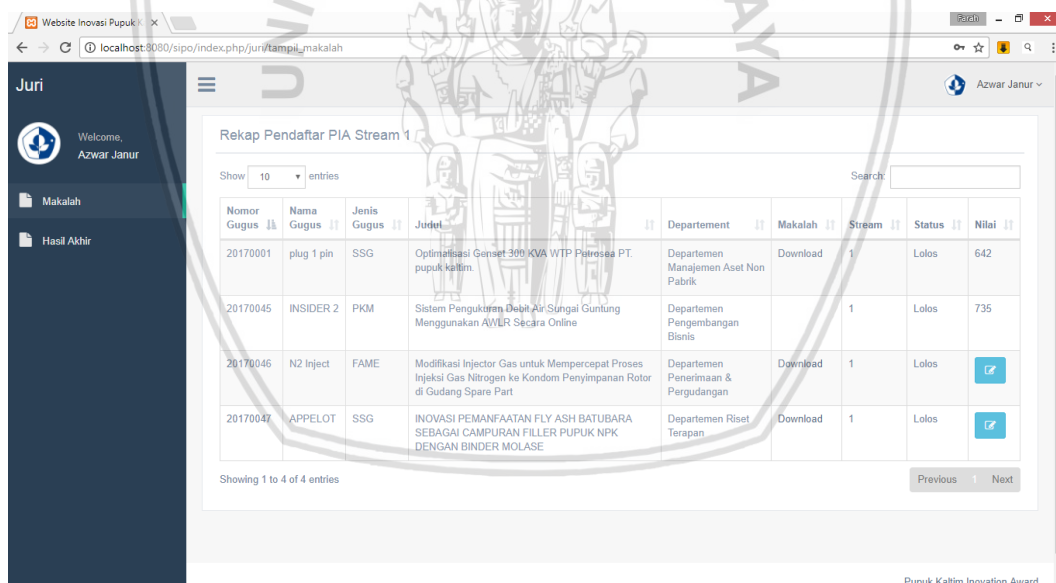 Website Inovasi Pupuk K
Farah
localhost:8080/sipo/index.php/juri/tampil_makalah
Juri
Azwar Janur
Welcome,
Azwar Janur
Makalah
Hasil Akhir
Rekap Pendaftar PIA Stream 1
Show 10 entries
Search:
Nomor Gugus Nama Gugus Jenis Gugus Judul Departement Makalah Stream Status Nilai
20170001 plug 1 pin SSG Optimalisasi Genset 300 KVA WTP Petrosea PT. Departemen Download 1 Lolos 642
pupuk kaltim. Manajemen Aset Non
Pabrik
20170045 INSIDER 2 PKM Sistem Pengukuran Debit Air Sungai Guntung Departemen 1 Lolos 735
Menggunakan AWLR Secara Online Pengembangan
Bisnis
20170046 N2 Inject FAME Modifikasi Injector Gas untuk Mempercepat Proses Departemen Download 1 Lolos
Injeksi Gas Nitrogen ke Kondom Penyimpanan Rotor Penerimaan &
di Gudang Spare Part Pergudangan
20170047 APPELOT SSG INOVASI PEMANFAATAN FLY ASH BATUBARA Departemen Riset Download 1 Lolos
SEBAGAI CAMPURAN FILLER PUPUK NPK Terapan
DENGAN BINDER MOLASE
Showing 1 to 4 of 4 entries
Previous 1 Next
Pupuk Kaltim Inovation Award